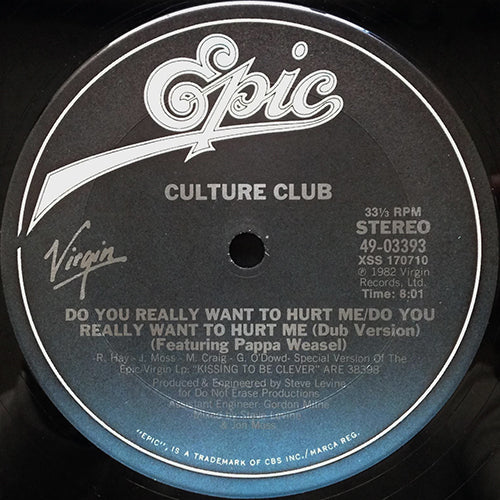 Epic
CULTURE CLUB
Virgin
33⅓ RPM
STEREO
49-03393
XSS 170710
℗ 1982 Virgin
Records, Ltd.
Time: 8:01
DO YOU REALLY WANT TO HURT ME/DO YOU
REALLY WANT TO HURT ME (Dub Version)
(Featuring Pappa Weasel)
-R. Hay - J. Moss - M. Craig - G. O'Dowd- Special Version Of The
Epic/Virgin Lp: "KISSING TO BE CLEVER" ARE 38398
Produced & Engineered by Steve Levine for
Do Not Erase Productions
Assistant Engineer: Gordon Milne
Mixed by Steve Levine
& Jon Moss
"EPIC", IS A TRADEMARK OF CBS INC./MARCA REG.